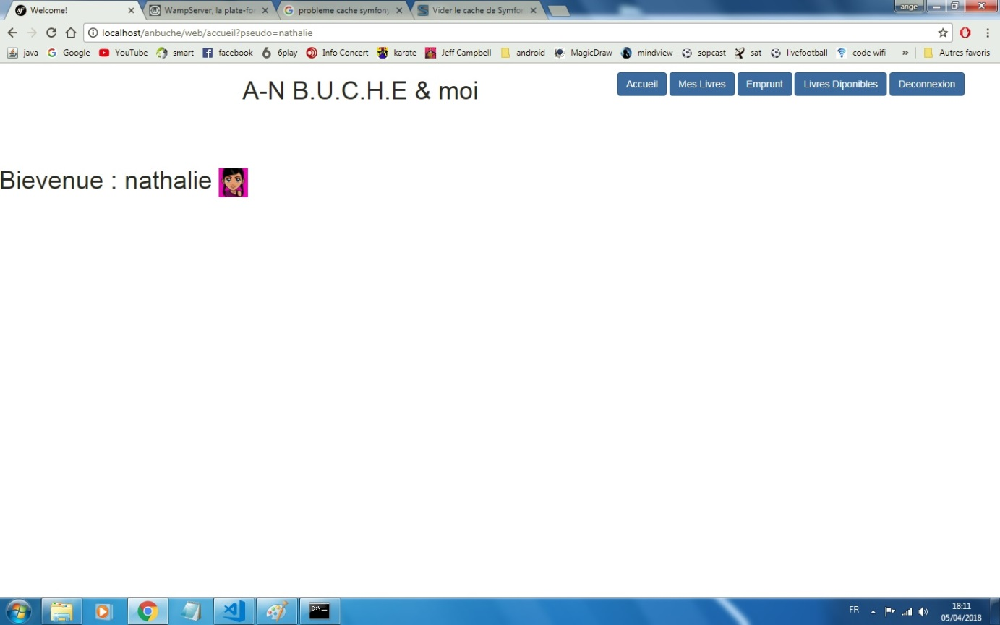 Welcome!
WampServer, la plate-for
probleme cache symfony
Vider le cache de Symfon
ange
localhost/anbuche/web/accueil?pseudo=nathalie
java Google YouTube smart facebook 6play Info Concert karate Jeff Campbell android MagicDraw mindview sopcast sat livefootball code wifi » Autres favoris
A-N B.U.C.H.E & moi
Accueil Mes Livres Emprunt Livres Diponibles Deconnexion
Bievenue : nathalie
FR
18:11
05/04/2018